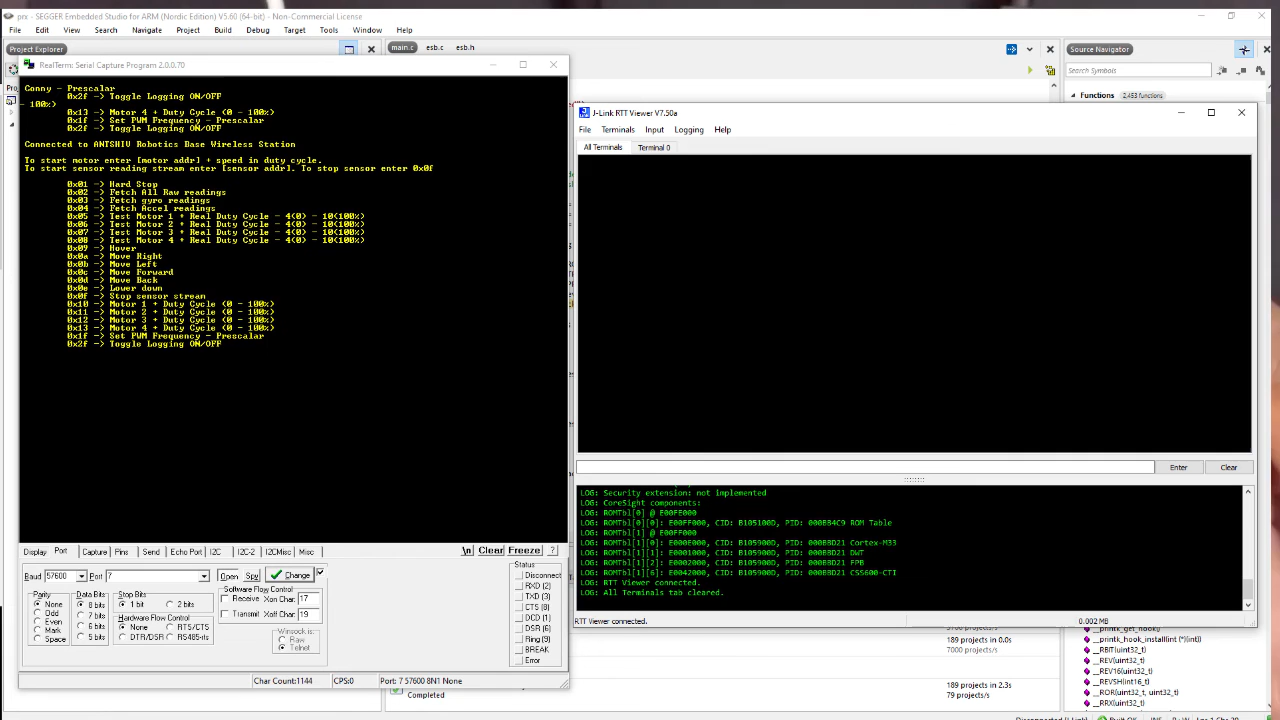 prx - SEGGER Embedded Studio for ARM (Nordic Edition) V5.60 (64-bit) - Non-Commercial License
File Edit View Search Navigate Project Build Debug Target Tools Window Help
Project Explorer
main.c esb.c esb.h
Source Navigator
Search Symbols
Functions 2,453 functions
RealTerm: Serial Capture Program 2.0.0.70
Conny - Prescalar
0x2f -> Toggle Logging ON/OFF
- 100%)
0x13 -> Motor 4 + Duty Cycle (0 - 100%)
0x1f -> Set PWM Frequency - Prescalar
0x2f -> Toggle Logging ON/OFF
Connected to ANTSHIV Robotics Base Wireless Station
To start motor enter [motor addr] + speed in duty cycle.
To start sensor reading stream enter [sensor addr]. To stop sensor enter 0x0f
0x01 -> Hard Stop
0x02 -> Fetch All Raw readings
0x03 -> Fetch gyro readings
0x04 -> Fetch Accel readings
0x05 -> Test Motor 1 + Real Duty Cycle - 4(0) - 10(100%)
0x06 -> Test Motor 2 + Real Duty Cycle - 4(0) - 10(100%)
0x07 -> Test Motor 3 + Real Duty Cycle - 4(0) - 10(100%)
0x08 -> Test Motor 4 + Real Duty Cycle - 4(0) - 10(100%)
0x09 -> Hover
0x0a -> Move Right
0x0b -> Move Left
0x0c -> Move Forward
0x0d -> Move Back
0x0e -> Lower down
0x0f -> Stop sensor stream
0x10 -> Motor 1 + Duty Cycle (0 - 100%)
0x11 -> Motor 2 + Duty Cycle (0 - 100%)
0x12 -> Motor 3 + Duty Cycle (0 - 100%)
0x13 -> Motor 4 + Duty Cycle (0 - 100%)
0x1f -> Set PWM Frequency - Prescalar
0x2f -> Toggle Logging ON/OFF
Display Port Capture Pins Send Echo Port I2C I2C-2 I2CMisc Misc \n Clear Freeze ?
Baud 57600 Port 7 Open Spy Change
Parity
None
Odd
Even
Mark
Space
Data Bits
8 bits
7 bits
6 bits
5 bits
Stop Bits
1 bit 2 bits
Hardware Flow Control
None RTS/CTS
DTR/DSR RS485-rts
Software Flow Control
Receive Xon Char: 17
Transmit Xoff Char: 19
Winsock is:
Raw
Telnet
Status
Disconnect
RXD (2)
TXD (3)
CTS (8)
DCD (1)
DSR (6)
Ring (9)
BREAK
Error
Char Count:1144 CPS:0 Port: 7 57600 8N1 None
J-Link RTT Viewer V7.50a
File Terminals Input Logging Help
All Terminals Terminal 0
Enter Clear
LOG: Security extension: not implemented
LOG: CoreSight components:
LOG: ROMTbl[0] @ E00FE000
LOG: ROMTbl[0][0]: E00FF000, CID: B105100D, PID: 000BB4C9 ROM Table
LOG: ROMTbl[1] @ E00FF000
LOG: ROMTbl[1][0]: E000E000, CID: B105900D, PID: 000BBD21 Cortex-M33
LOG: ROMTbl[1][1]: E0001000, CID: B105900D, PID: 000BBD21 DWT
LOG: ROMTbl[1][2]: E0002000, CID: B105900D, PID: 000BBD21 FPB
LOG: ROMTbl[1][6]: E0042000, CID: B105900D, PID: 000BBD21 CSS600-CTI
LOG: RTT Viewer connected.
LOG: All Terminals tab cleared.
RTT Viewer connected. 0.002 MB
189 projects in 0.0s
7000 projects/s
189 projects in 2.3s
79 projects/s
Completed
__printk_get_hook()
__printk_hook_install(int (*)(int))
__RBIT(uint32_t)
__REV(uint32_t)
__REV16(uint32_t)
__REVSH(int16_t)
__ROR(uint32_t, uint32_t)
__RRX(uint32_t)